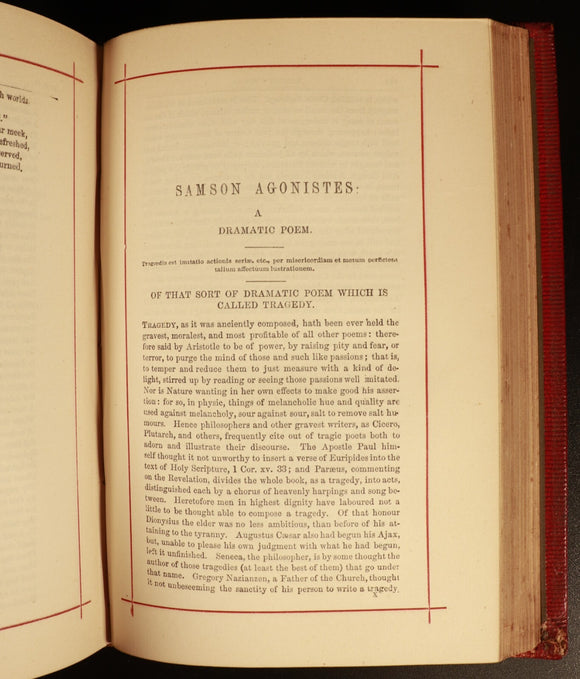 h worlds
."
r meek,
efreshed,
erved,
urned,
SAMSON AGONISTES:
A
DRAMATIC POEM.
Tragœdia est imitatio actionis seriæ, etc., per misericordiam et metum perficiens
talium affectuum lustrationem.
OF THAT SORT OF DRAMATIC POEM WHICH IS
CALLED TRAGEDY.
TRAGEDY, as it was anciently composed, hath been ever held the
gravest, moralest, and most profitable of all other poems: there-
fore said by Aristotle to be of power, by raising pity and fear, or
terror, to purge the mind of those and such like passions; that is,
to temper and reduce them to just measure with a kind of de-
light, stirred up by reading or seeing those passions well imitated.
Nor is Nature wanting in her own effects to make good his asser-
tion: for so, in physic, things of melancholic hue and quality are
used against melancholy, sour against sour, salt to remove salt hu-
mours. Hence philosophers and other gravest writers, as Cicero,
Plutarch, and others, frequently cite out of tragic poets both to
adorn and illustrate their discourse. The Apostle Paul him-
self thought it not unworthy to insert a verse of Euripides into the
text of Holy Scripture, 1 Cor. xv. 33; and Paræus, commenting
on the Revelation, divides the whole book, as a tragedy, into acts,
distinguished each by a chorus of heavenly harpings and song be-
tween. Heretofore men in highest dignity have laboured not a
little to be thought able to compose a tragedy. Of that honour
Dionysius the elder was no less ambitious, than before of his at-
taining to the tyranny. Augustus Cæsar also had begun his Ajax,
but, unable to please his own judgment with what he had begun,
left it unfinished. Seneca, the philosopher, is by some thought the
author of those tragedies (at least the best of them) that go under
that name. Gregory Nazianzen, a Father of the Church, thought
it not unbeseeming the sanctity of his person to write a tragedy
X